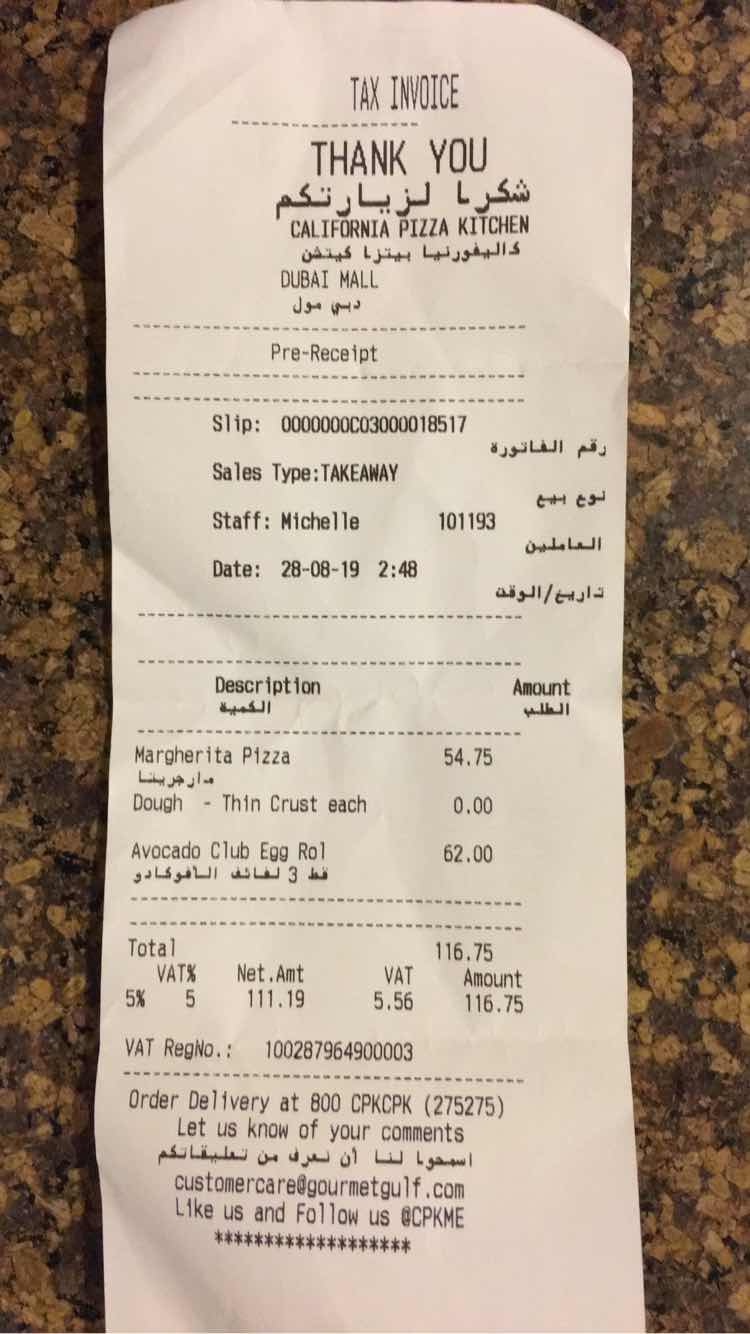 TAX INVOICE
THANK YOU
شكرا لزيارتكم
CALIFORNIA PIZZA KITCHEN
كاليفورنيا بيتزا كيتشن
DUBAI MALL
دبي مول
Pre-Receipt
Slip: 0000000C03000018517
رقم الفاتورة
Sales Type:TAKEAWAY
نوع بيع
Staff: Michelle 101193
العاملين
Date: 28-08-19 2:48
تاريخ/الوقت
Description Amount
الكمية الطلب
Margherita Pizza 54.75
مارجريتا
Dough - Thin Crust each 0.00
Avocado Club Egg Rol 62.00
قط 3 لفائف الأفوكادو
Total 116.75
VAT% Net.Amt VAT Amount
5% 5 111.19 5.56 116.75
VAT RegNo.: 100287964900003
Order Delivery at 800 CPKCPK (275275)
Let us know of your comments
اسمحوا لنا أن نعرف من تعليقاتكم
customercare@gourmetgulf.com
Like us and Follow us @CPKME
*******************